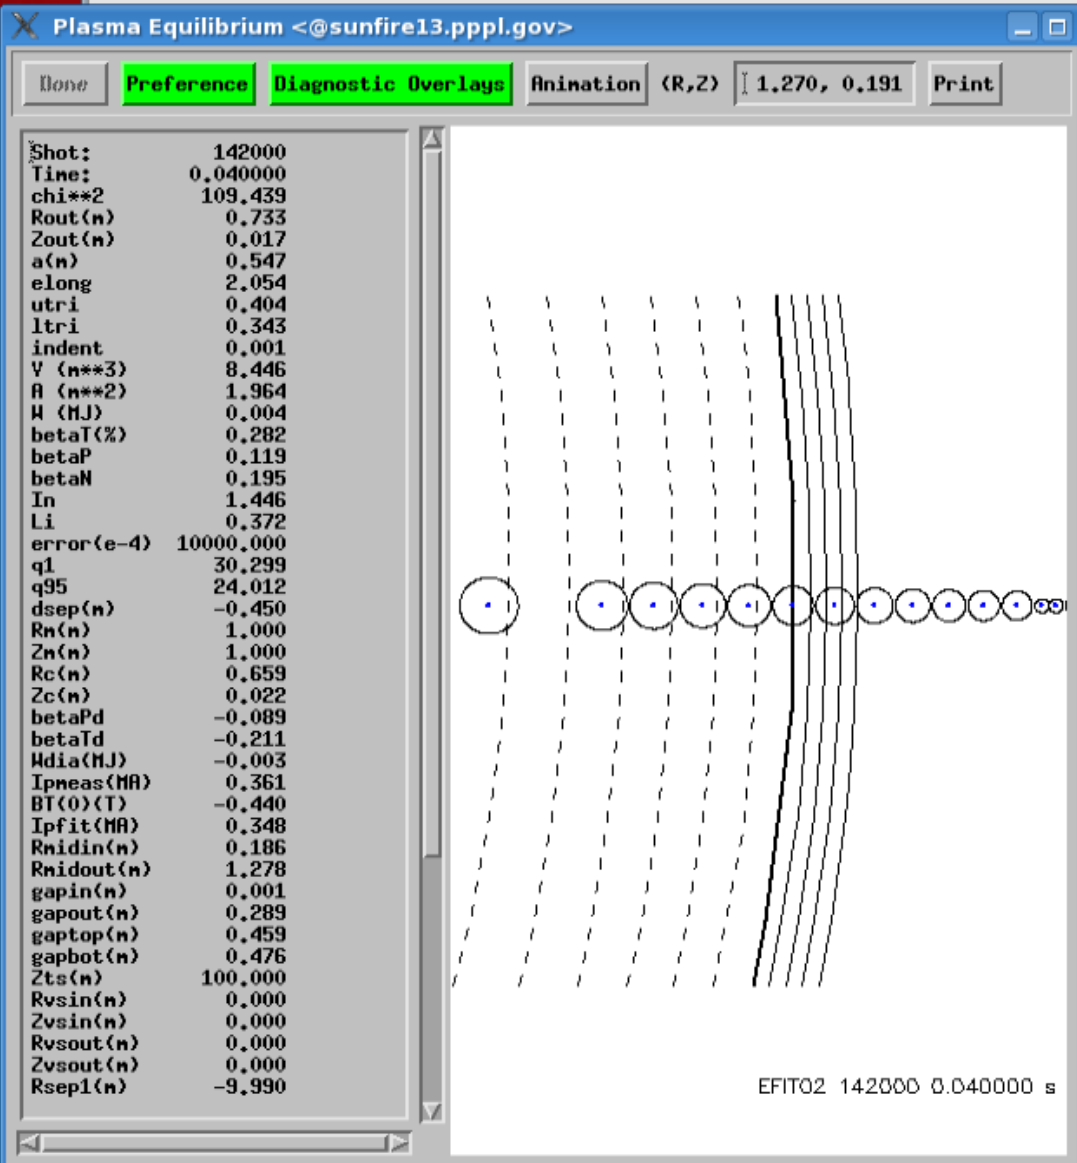 Plasma Equilibrium <@sunfire13.pppl.gov>
Done Preference Diagnostic Overlays Animation (R,Z) 1.270, 0.191 Print
Shot: 142000
Time: 0.040000
chi**2 109.439
Rout(m) 0.733
Zout(m) 0.017
a(m) 0.547
elong 2.054
utri 0.404
ltri 0.343
indent 0.001
V (m**3) 8.446
A (m**2) 1.964
W (MJ) 0.004
betaT(%) 0.282
betaP 0.119
betaN 0.195
In 1.446
Li 0.372
error(e-4) 10000.000
q1 30.299
q95 24.012
dsep(m) -0.450
Rm(m) 1.000
Zm(m) 1.000
Rc(m) 0.659
Zc(m) 0.022
betaPd -0.089
betaTd -0.211
Wdia(MJ) -0.003
Ipmeas(MA) 0.361
BT(0)(T) -0.440
Ipfit(MA) 0.348
Rmidin(m) 0.186
Rmidout(m) 1.278
gapin(m) 0.001
gapout(m) 0.289
gaptop(m) 0.459
gapbot(m) 0.476
Zts(m) 100.000
Rvsin(m) 0.000
Zvsin(m) 0.000
Rvsout(m) 0.000
Zvsout(m) 0.000
Rsep1(m) -9.990
EFIT02 142000 0.040000 s